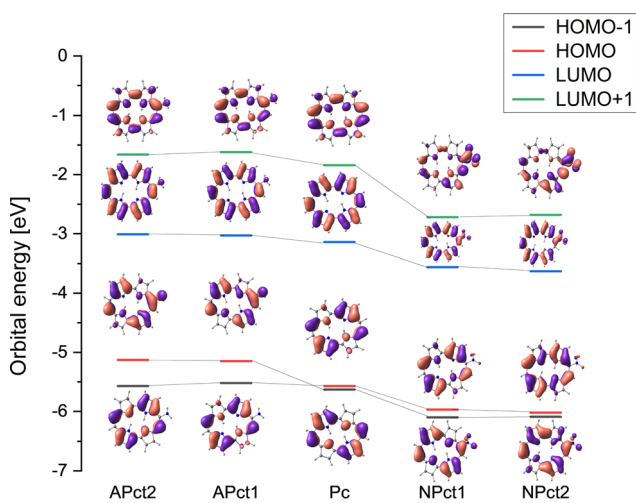 HOMO-1
HOMO
LUMO
LUMO+1
Orbital energy [eV]
0
-1
-2
-3
-4
-5
-6
-7
APct2 APct1 Pc NPct1 NPct2